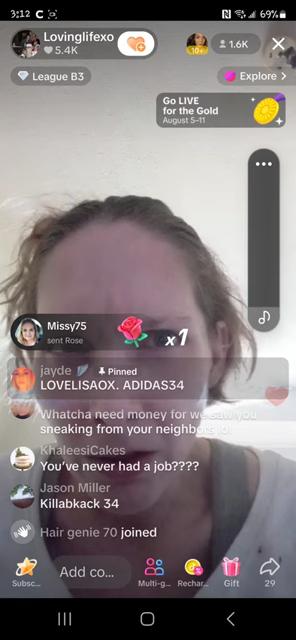 3:12 C 69%
Lovinglifexo
5.4K
10+
1.6K
League B3
Explore >
Go LIVE
for the Gold
August 5-11
Missy75
sent Rose
x1
jayde Pinned
LOVELISAOX. ADIDAS34
Whatcha need money for we saw you
sneaking from your neighbors lol
KhaleesiCakes
You've never had a job????
Jason Miller
Killabkack 34
Hair genie 70 joined
Add co...
Subsc...
Multi-g...
Rechar...
Gift
29